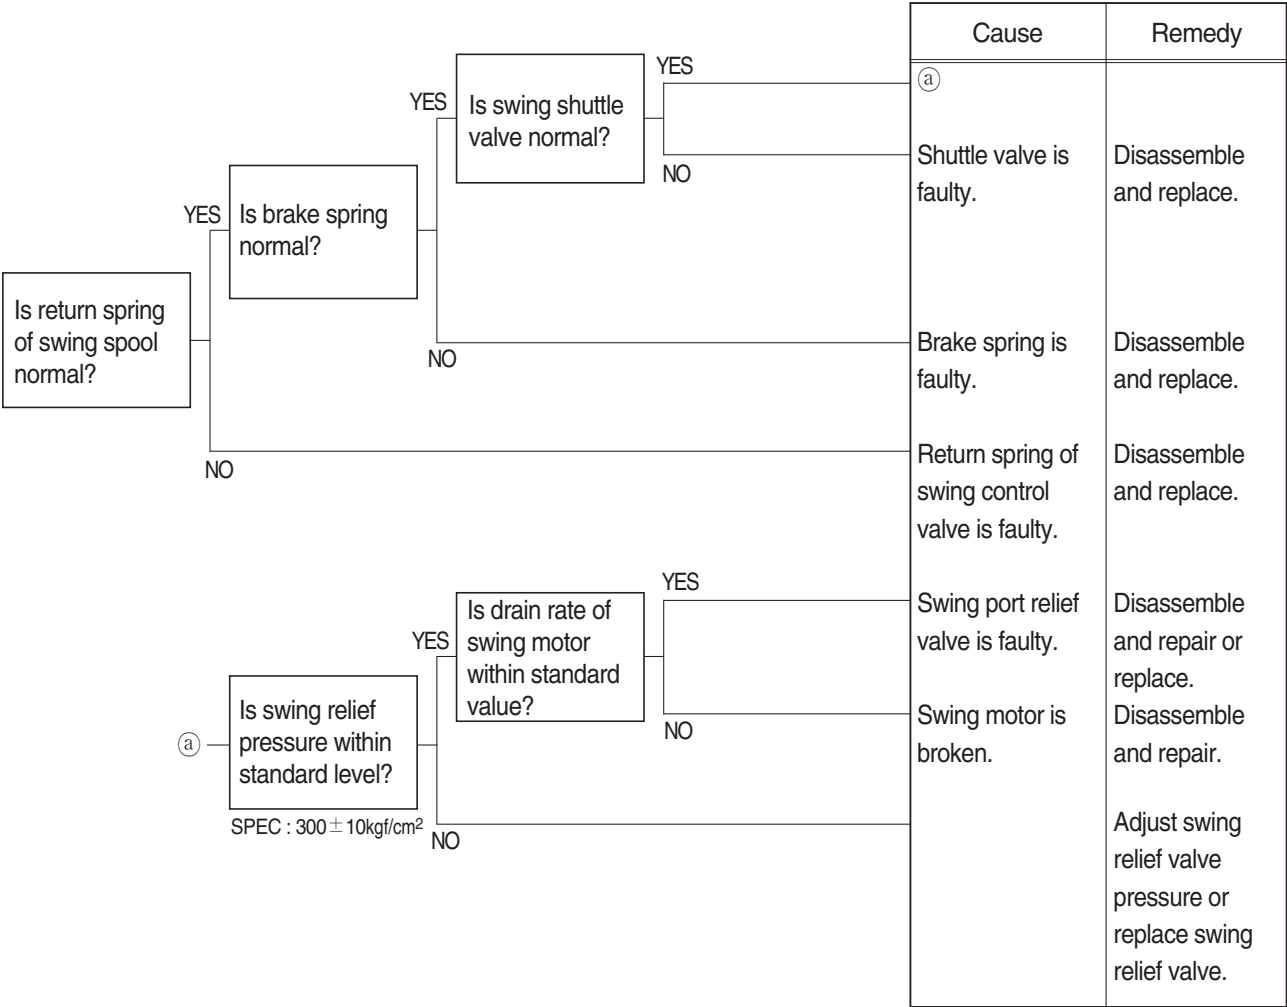 Cause
Remedy
YES
ⓐ
YES
Is swing shuttle
valve normal?
Shuttle valve is
faulty.
Disassemble
and replace.
NO
YES
Is brake spring
normal?
Is return spring
of swing spool
normal?
Brake spring is
faulty.
Disassemble
and replace.
NO
Return spring of
swing control
valve is faulty.
Disassemble
and replace.
NO
YES
Is drain rate of
swing motor
within standard
value?
Swing port relief
valve is faulty.
Disassemble
and repair or
replace.
YES
Is swing relief
pressure within
standard level?
ⓐ
Swing motor is
broken.
Disassemble
and repair.
NO
SPEC : 300±10kgf/cm²
NO
Adjust swing
relief valve
pressure or
replace swing
relief valve.